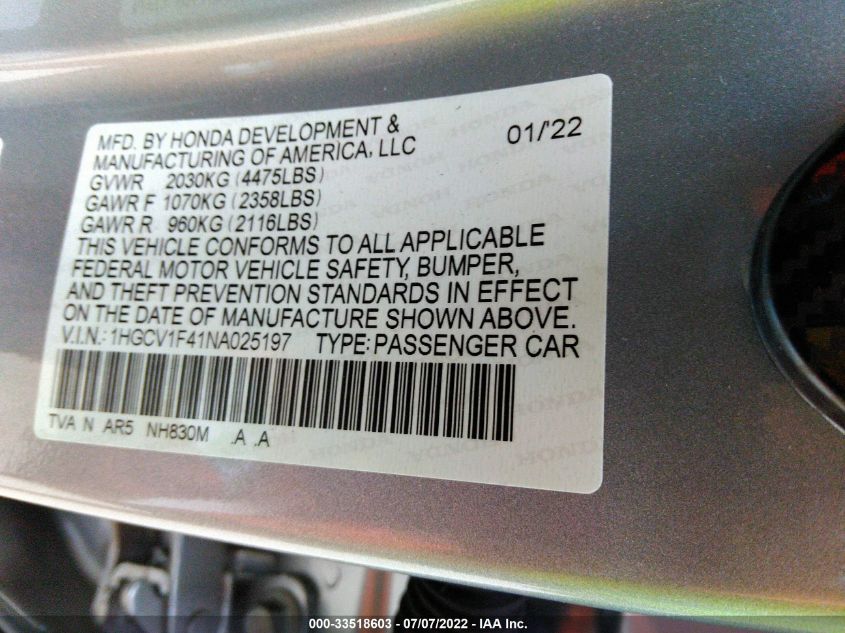 MFD. BY HONDA DEVELOPMENT & MANUFACTURING OF AMERICA, LLC 01/'22
GVWR 2030KG (4475LBS)
GAWR F 1070KG (2358LBS)
GAWR R 960KG (2116LBS)
THIS VEHICLE CONFORMS TO ALL APPLICABLE
FEDERAL MOTOR VEHICLE SAFETY, BUMPER,
AND THEFT PREVENTION STANDARDS IN EFFECT
ON THE DATE OF MANUFACTURE SHOWN ABOVE.
V.I.N.: 1HGCV1F41NA025197 TYPE: PASSENGER CAR
TVA N AR5 NH830M .A .A
000-33518603 - 07/07/2022 - IAA Inc.